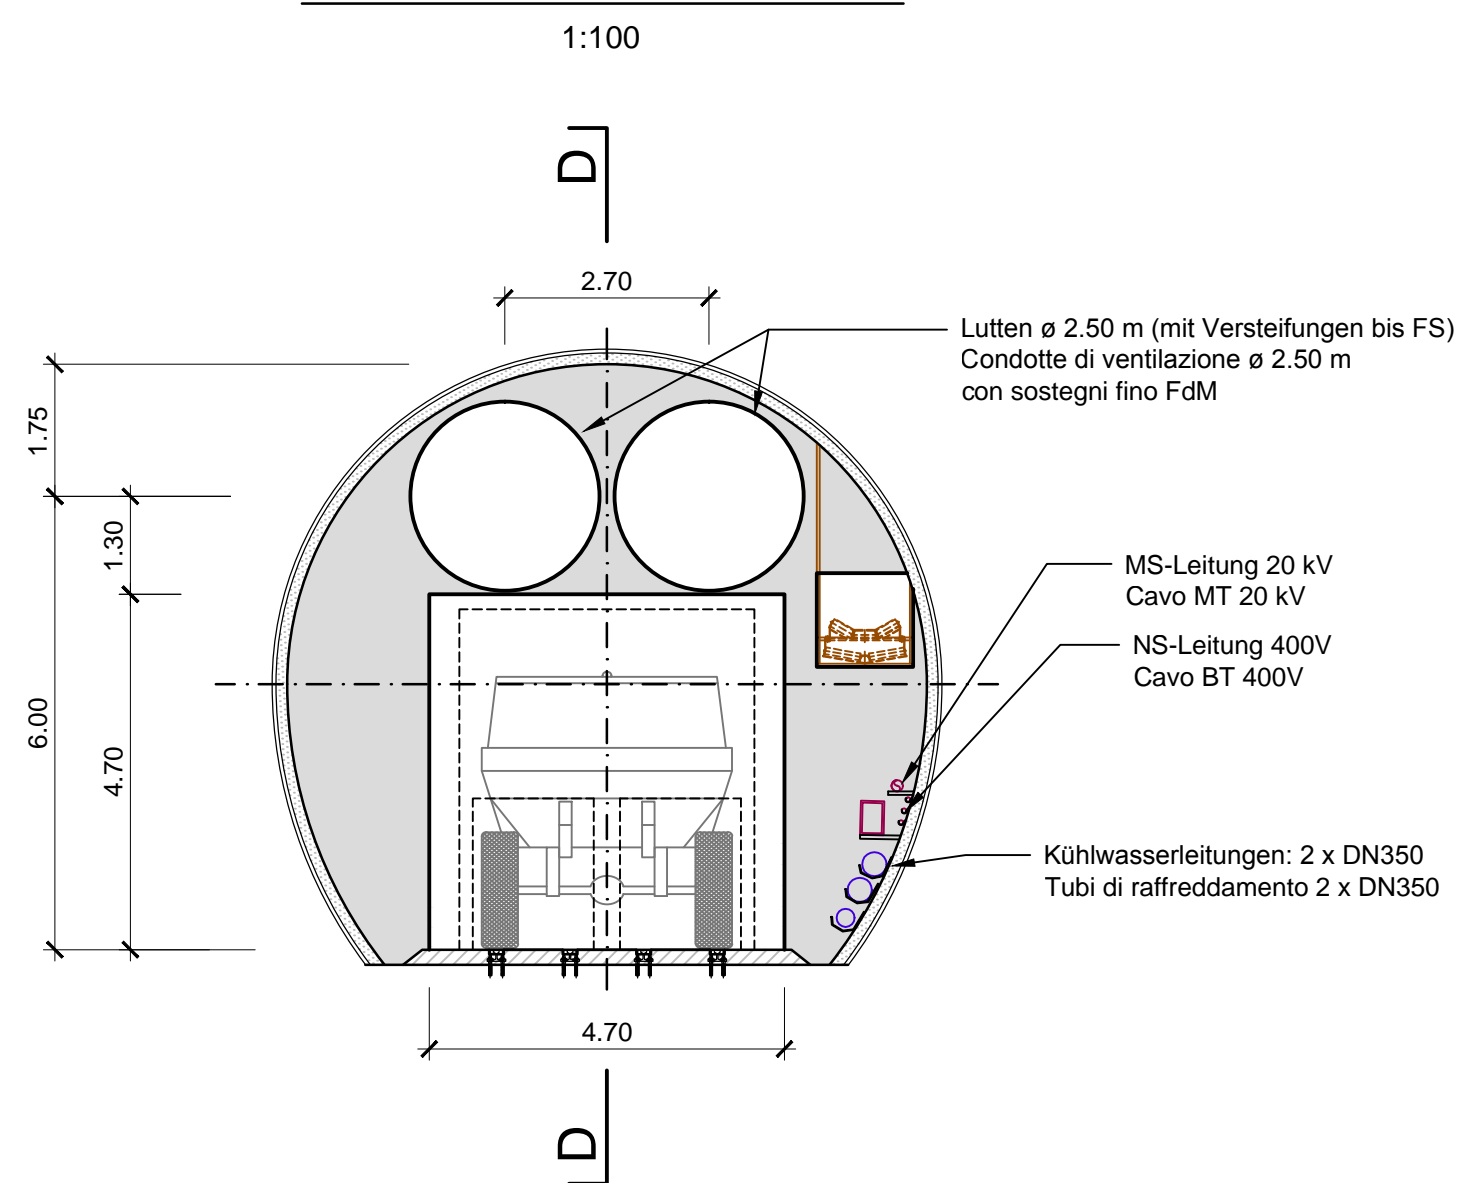 1:100
D
2.70
Lutten ø 2.50 m (mit Versteifungen bis FS)
Condotte di ventilazione ø 2.50 m
con sostegni fino FdM
1.75
1.30
6.00
4.70
MS-Leitung 20 kV
Cavo MT 20 kV
NS-Leitung 400V
Cavo BT 400V
Kühlwasserleitungen: 2 x DN350
Tubi di raffreddamento 2 x DN350
4.70
D